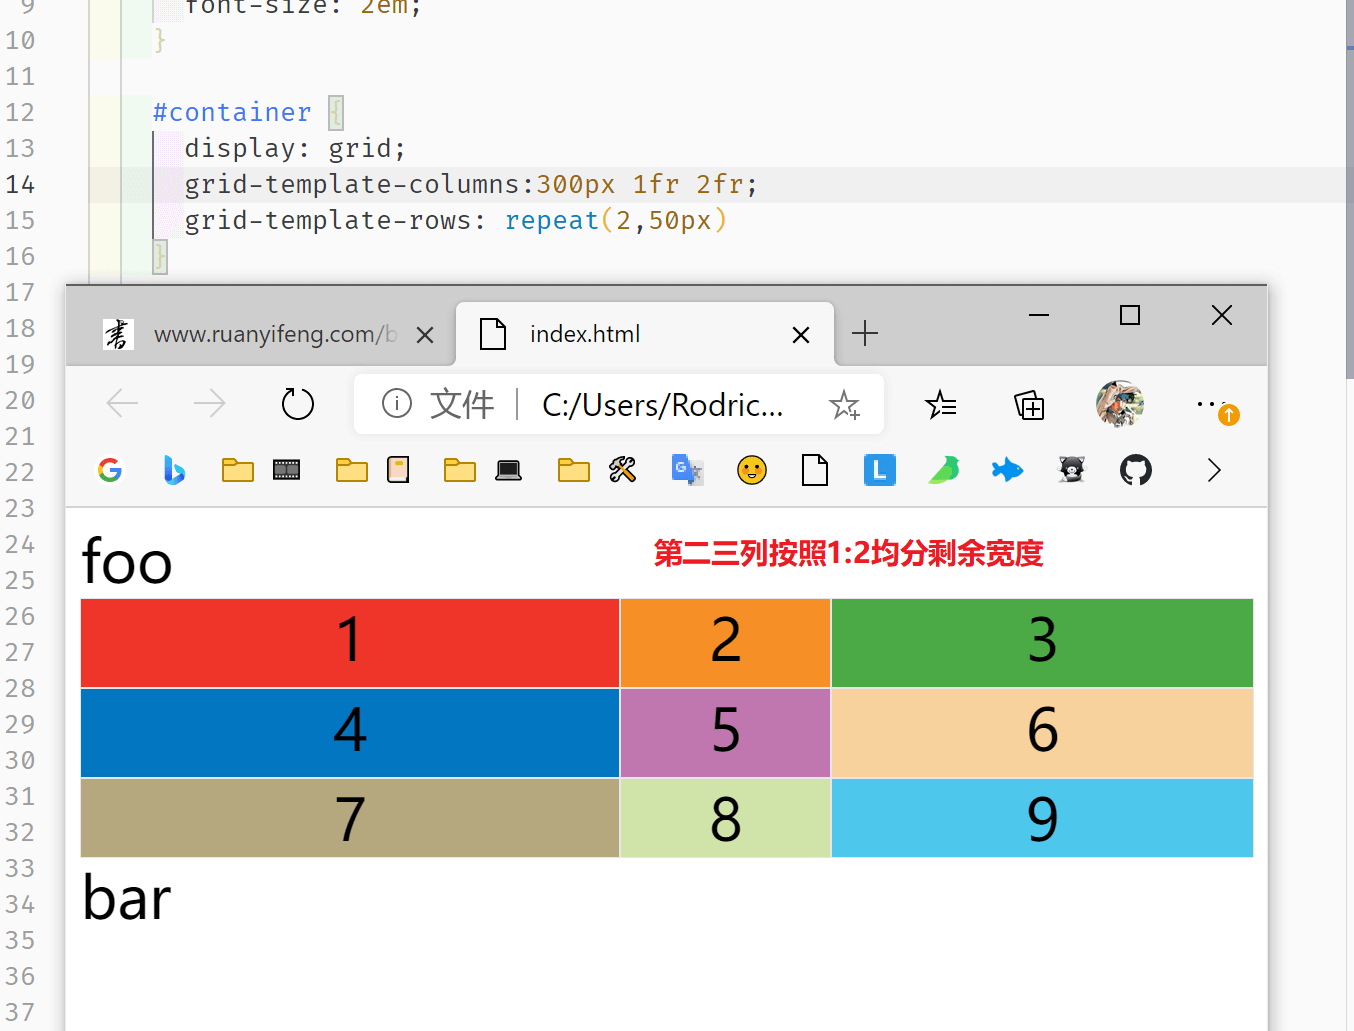 9 font-size: 2em;
10 }
11
12 #container {
13 display: grid;
14 grid-template-columns:300px 1fr 2fr;
15 grid-template-rows: repeat(2,50px)
16 }
17
18
19
20
21
22
23
24
25
26
27
28
29
30
31
32
33
34
35
36
37
書 www.ruanyifeng.com/b
index.html
文件 C:/Users/Rodric...
G
L
foo
第二三列按照1:2均分剩余宽度
1 2 3
4 5 6
7 8 9
bar